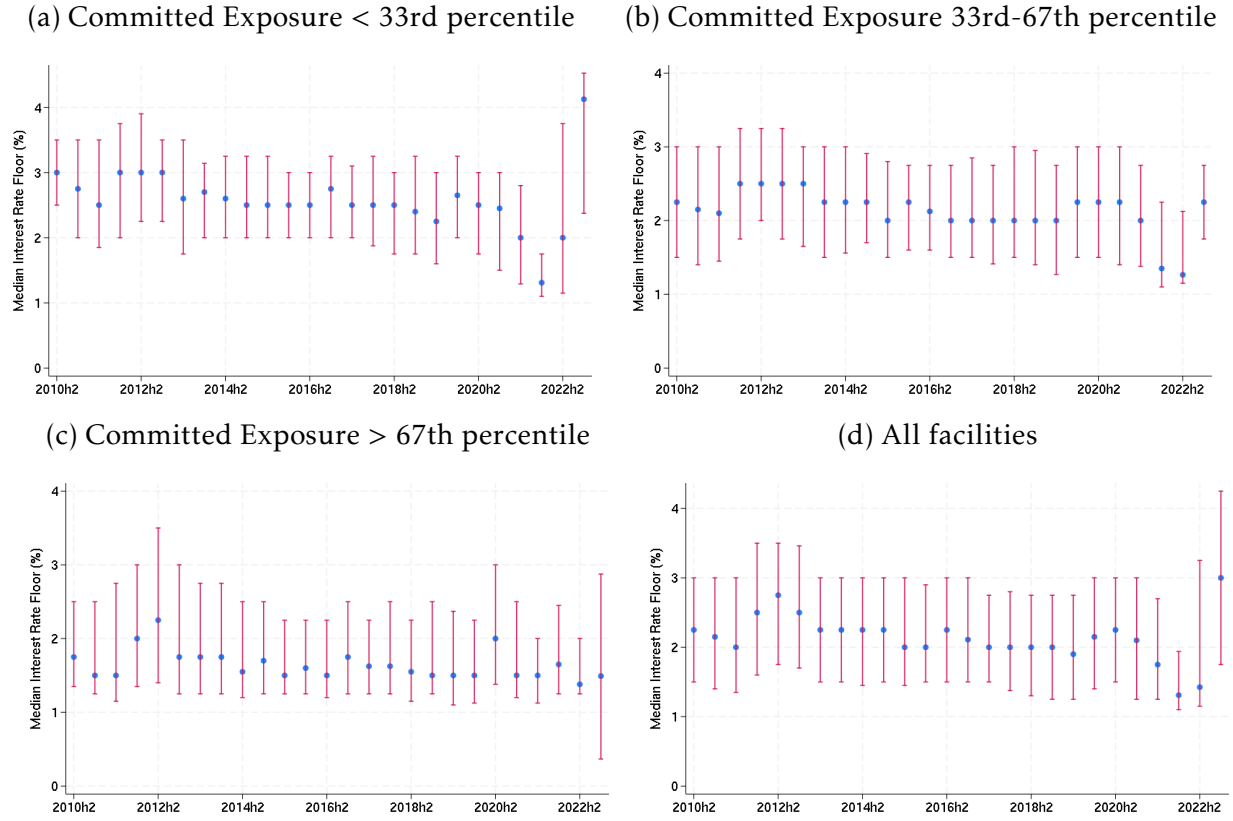 (a) Committed Exposure < 33rd percentile
Median Interest Rate Floor (%)
4
3
2
1
0
2010h2 2012h2 2014h2 2016h2 2018h2 2020h2 2022h2
(b) Committed Exposure 33rd-67th percentile
Median Interest Rate Floor (%)
4
3
2
1
0
2010h2 2012h2 2014h2 2016h2 2018h2 2020h2 2022h2
(c) Committed Exposure > 67th percentile
Median Interest Rate Floor (%)
4
3
2
1
0
2010h2 2012h2 2014h2 2016h2 2018h2 2020h2 2022h2
(d) All facilities
Median Interest Rate Floor (%)
4
3
2
1
0
2010h2 2012h2 2014h2 2016h2 2018h2 2020h2 2022h2